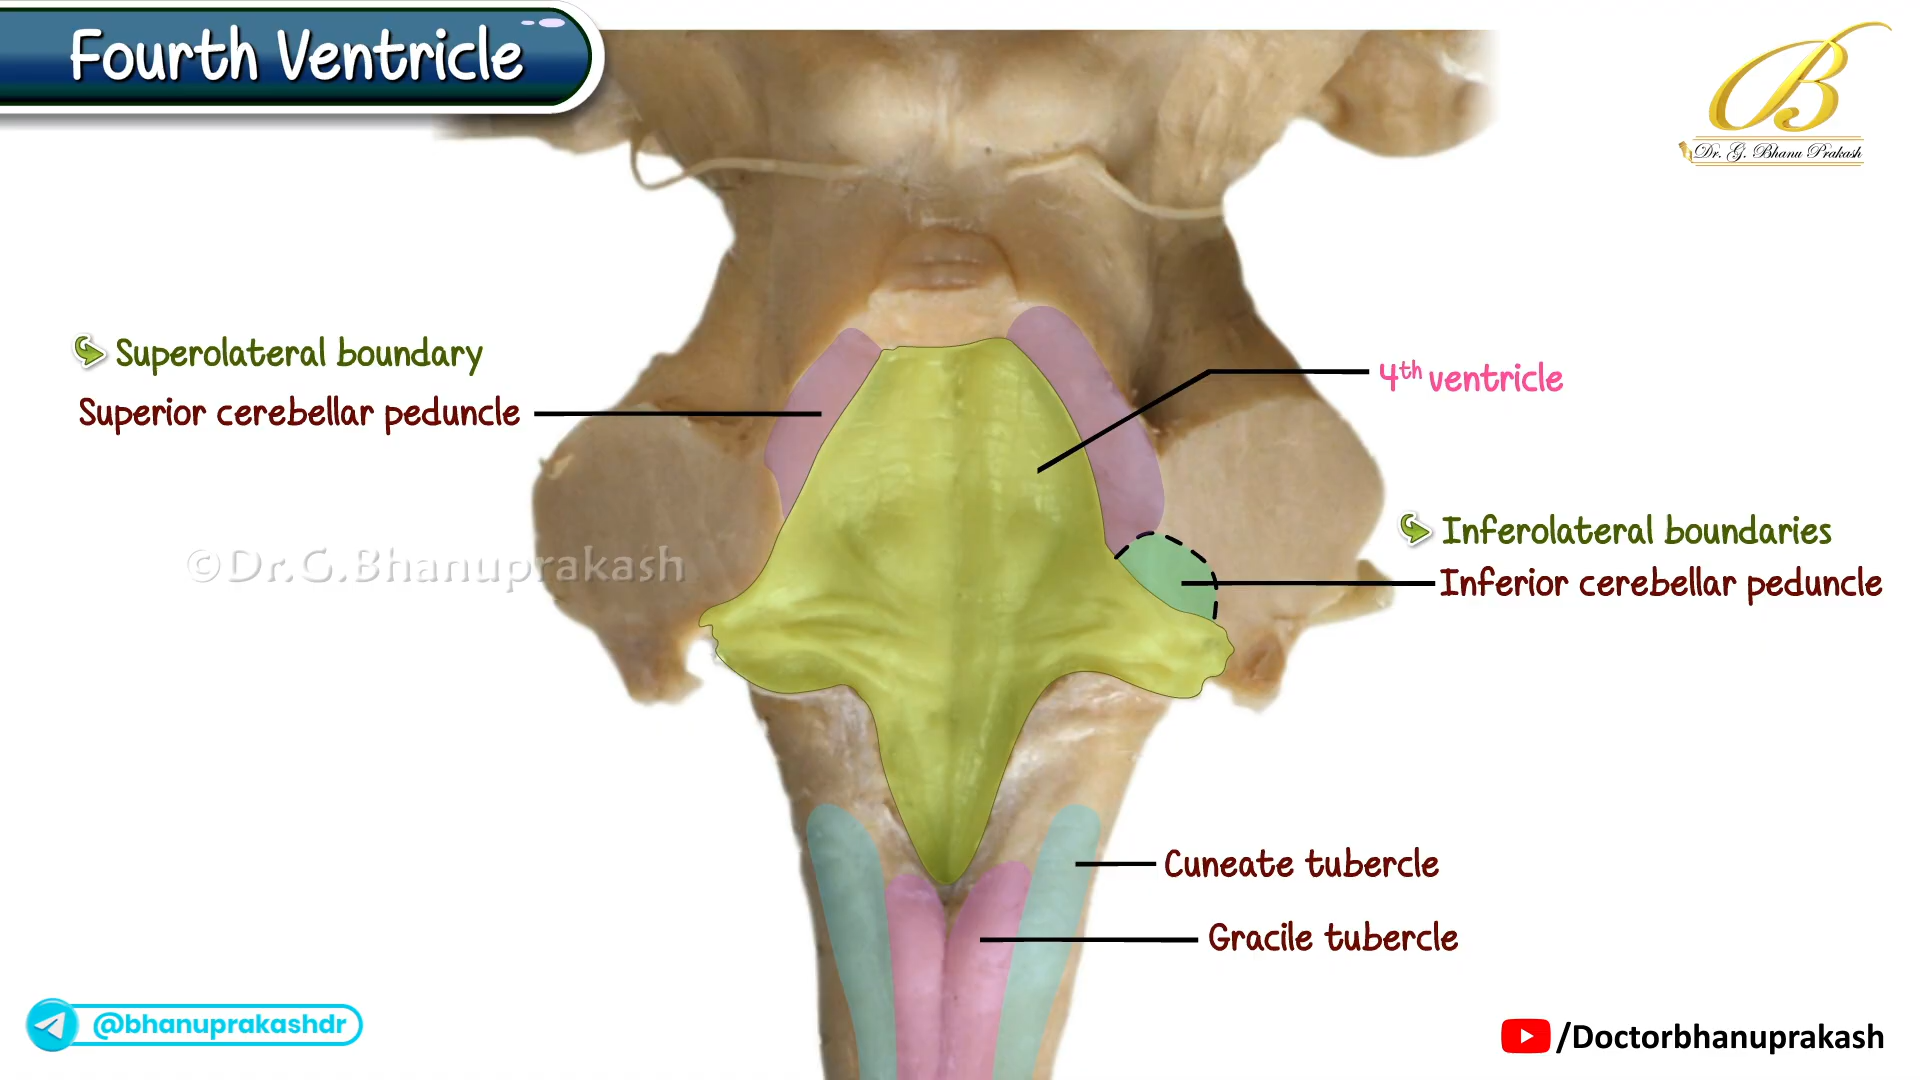 Fourth Ventricle
Dr. G. Bhanu Prakash
Superolateral boundary
Superior cerebellar peduncle
4th ventricle
Inferolateral boundaries
Inferior cerebellar peduncle
©Dr.G.Bhanuprakash
Cuneate tubercle
Gracile tubercle
@bhanuprakashdr
/Doctorbhanuprakash